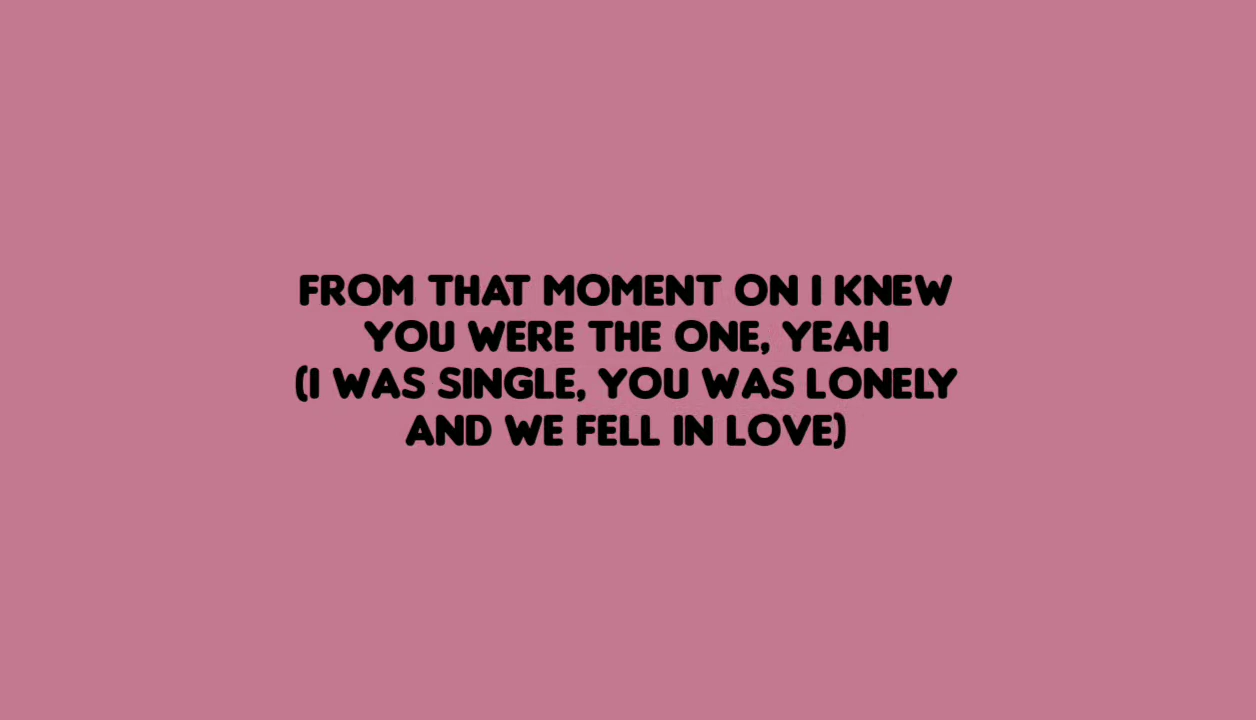 FROM THAT MOMENT ON I KNEW
YOU WERE THE ONE, YEAH
(I WAS SINGLE, YOU WAS LONELY
AND WE FELL IN LOVE)